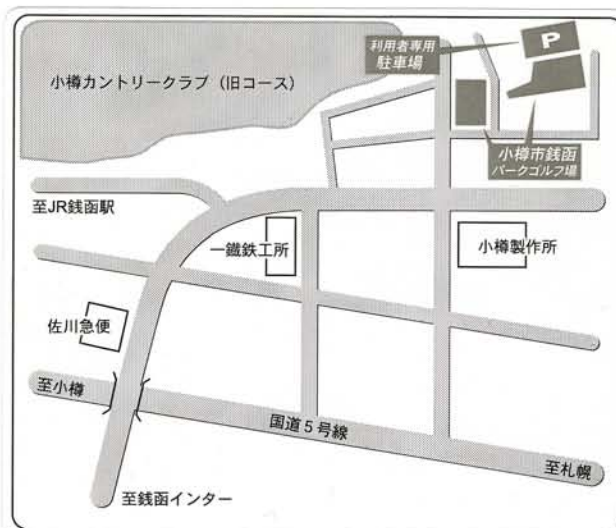 利用者専用
駐車場
P
小樽カントリークラブ（旧コース）
小樽市銭函
パークゴルフ場
至JR銭函駅
一鐵鉄工所
小樽製作所
佐川急便
至小樽
国道5号線
至札幌
至銭函インター